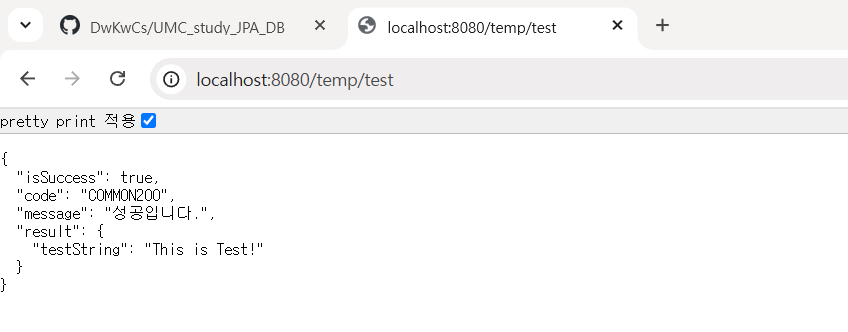 DwKwCs/UMC_study_JPA_DB
localhost:8080/temp/test
localhost:8080/temp/test
pretty print 적용
{
  "isSuccess": true,
  "code": "COMMON200",
  "message": "성공입니다.",
  "result": {
    "testString": "This is Test!"
  }
}